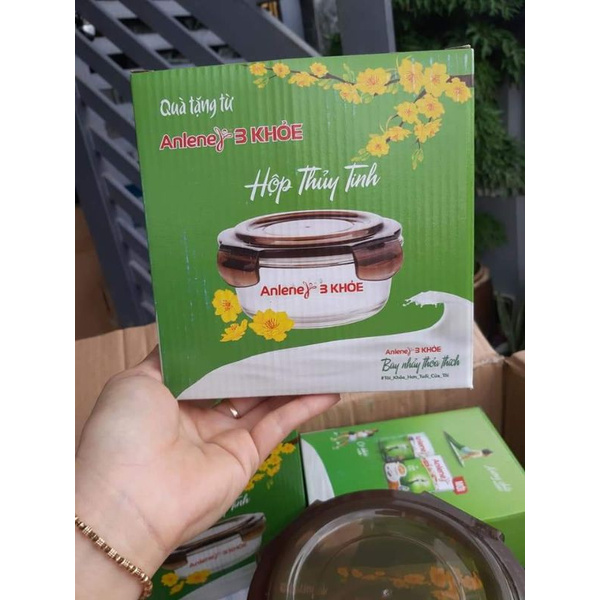 Quà tặng từ
Anlene 3 KHỎE
Hộp Thủy Tinh
Anlene 3 KHỎE
Anlene 3 KHỎE
Bay nhảy thỏa thích
#Tôi_Khỏe_Hơn_Tuổi_Của_Tôi